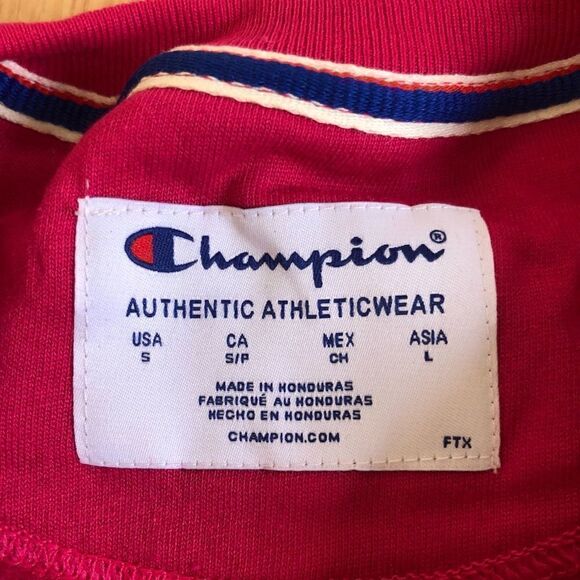 Champion®
AUTHENTIC ATHLETICWEAR
USA CA MEX ASIA
S S/P CH L
MADE IN HONDURAS
FABRIQUÉ AU HONDURAS
HECHO EN HONDURAS
CHAMPION.COM
FTX